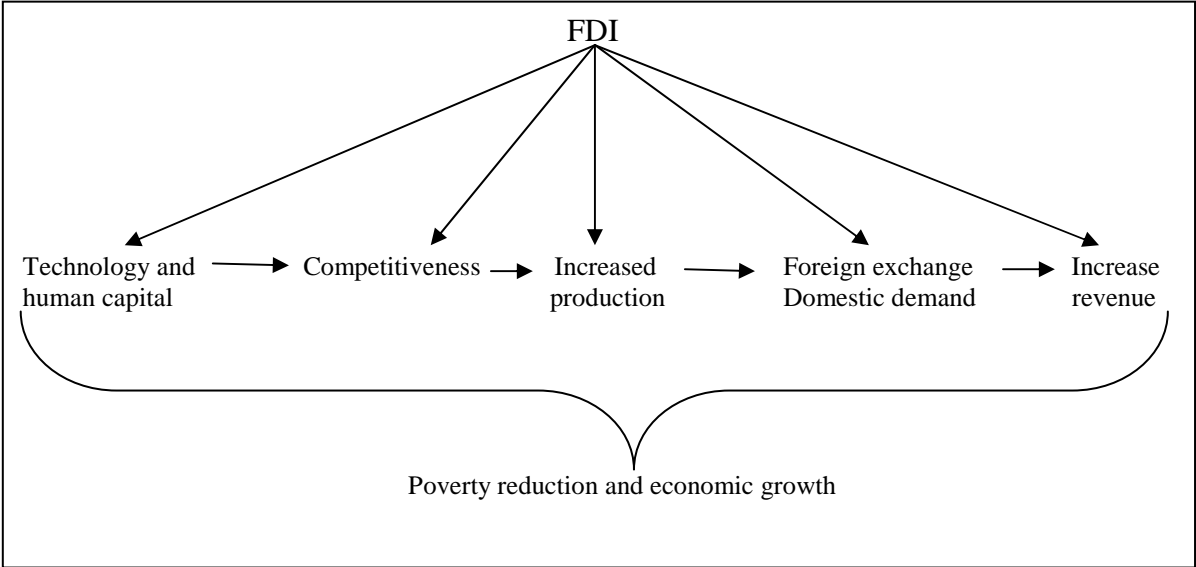 FDI
Technology and
human capital
Competitiveness
Increased
production
Foreign exchange
Domestic demand
Increase
revenue
Poverty reduction and economic growth